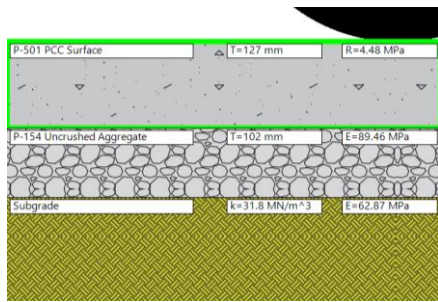 P-501 PCC Surface T=127 mm R=4.48 MPa
P-154 Uncrushed Aggregate T=102 mm E=89.46 MPa
Subgrade k=31.8 MN/m^3 E=62.87 MPa